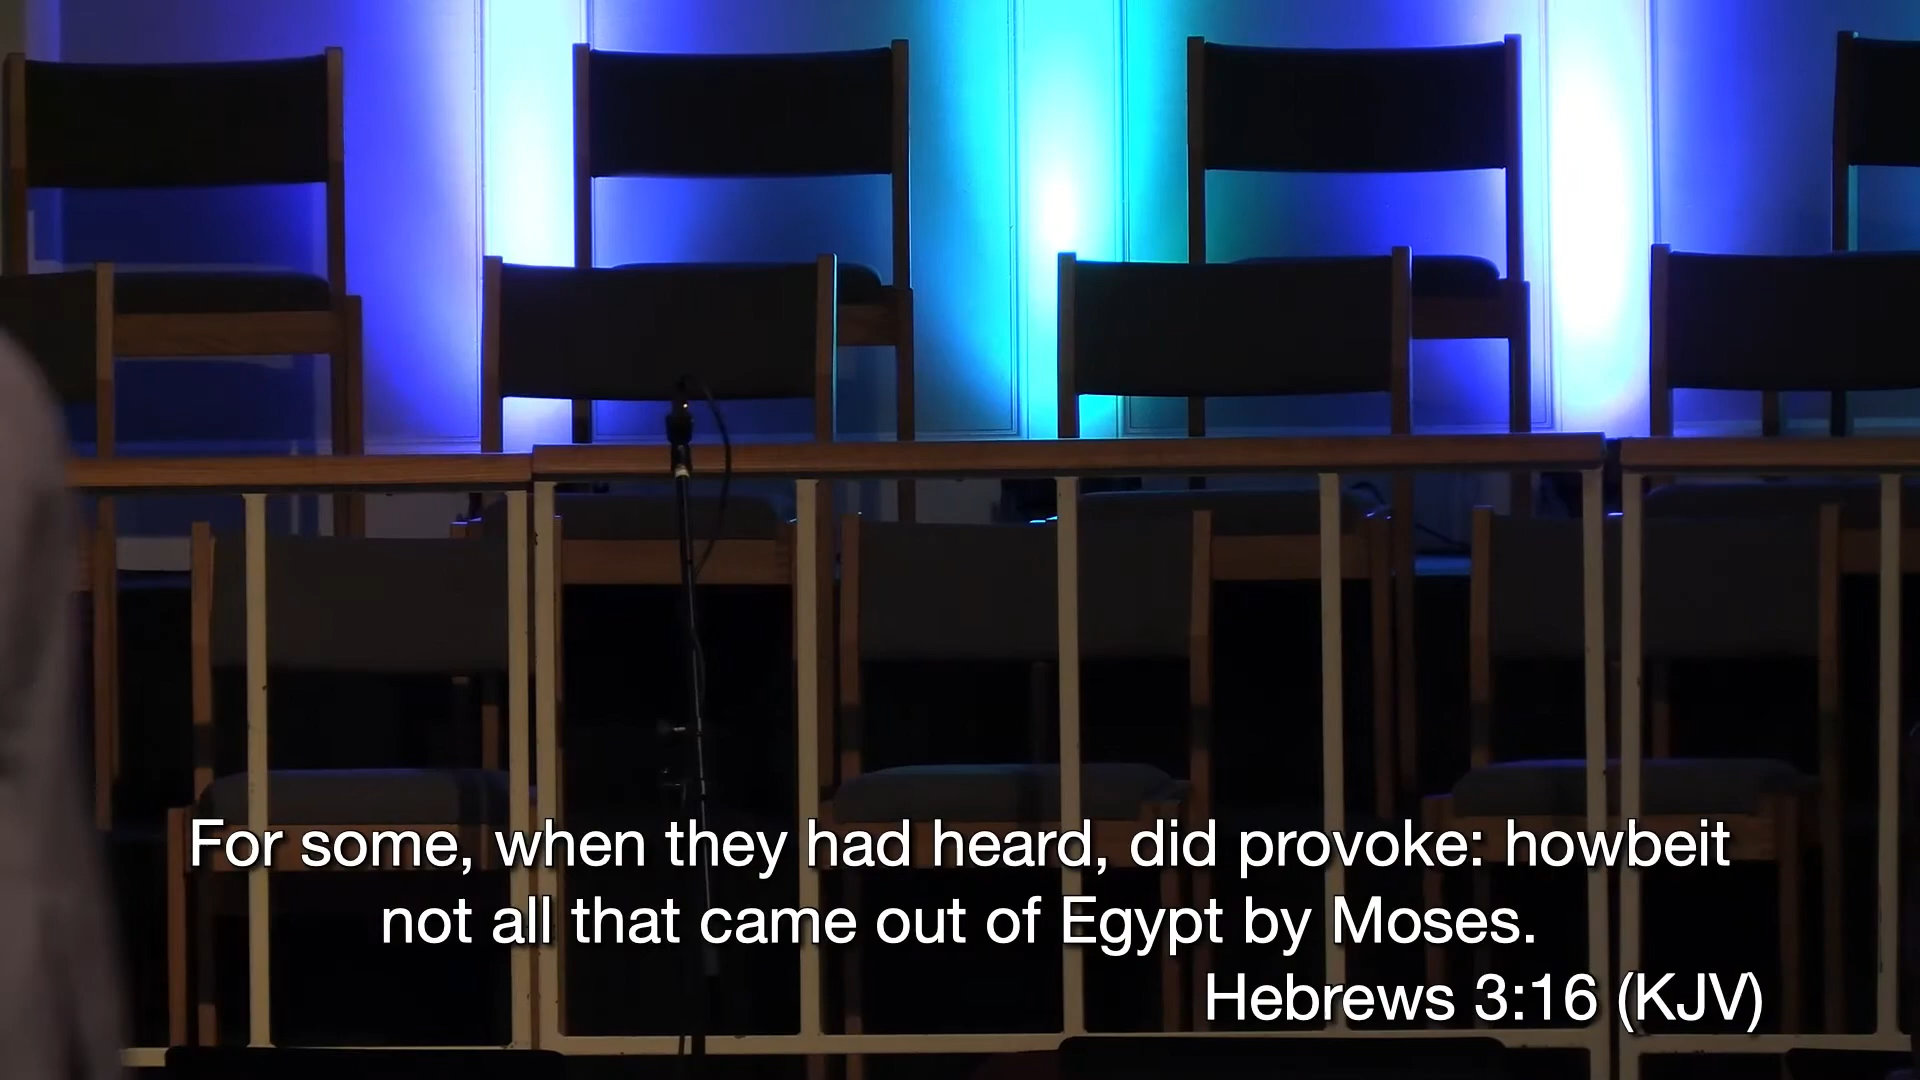 For some, when they had heard, did provoke: howbeit
not all that came out of Egypt by Moses.
Hebrews 3:16 (KJV)